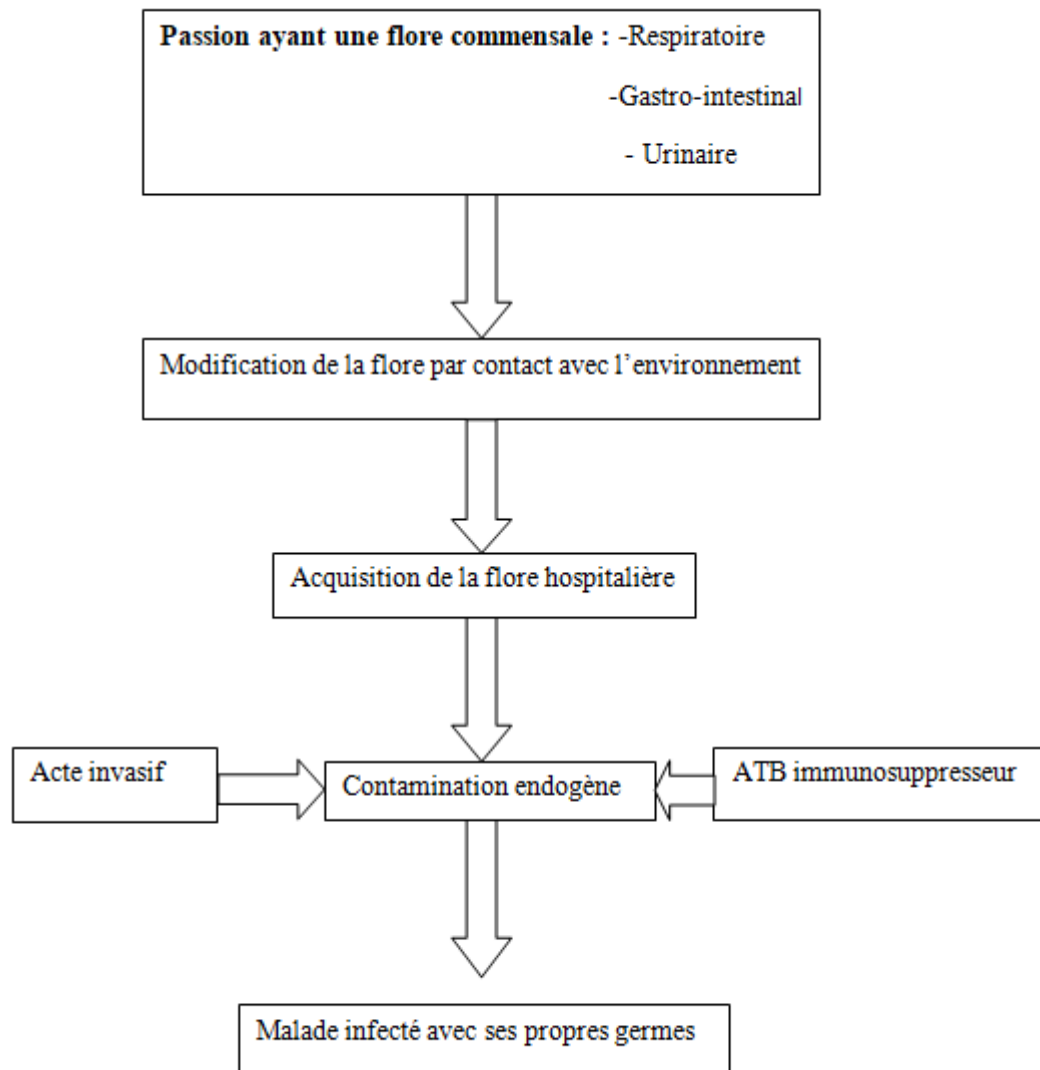 Passion ayant une flore commensale : -Respiratoire
-Gastro-intestinal
- Urinaire
Modification de la flore par contact avec l’environnement
Acquisition de la flore hospitalière
Acte invasif
Contamination endogène
ATB immunosuppresseur
Malade infecté avec ses propres germes